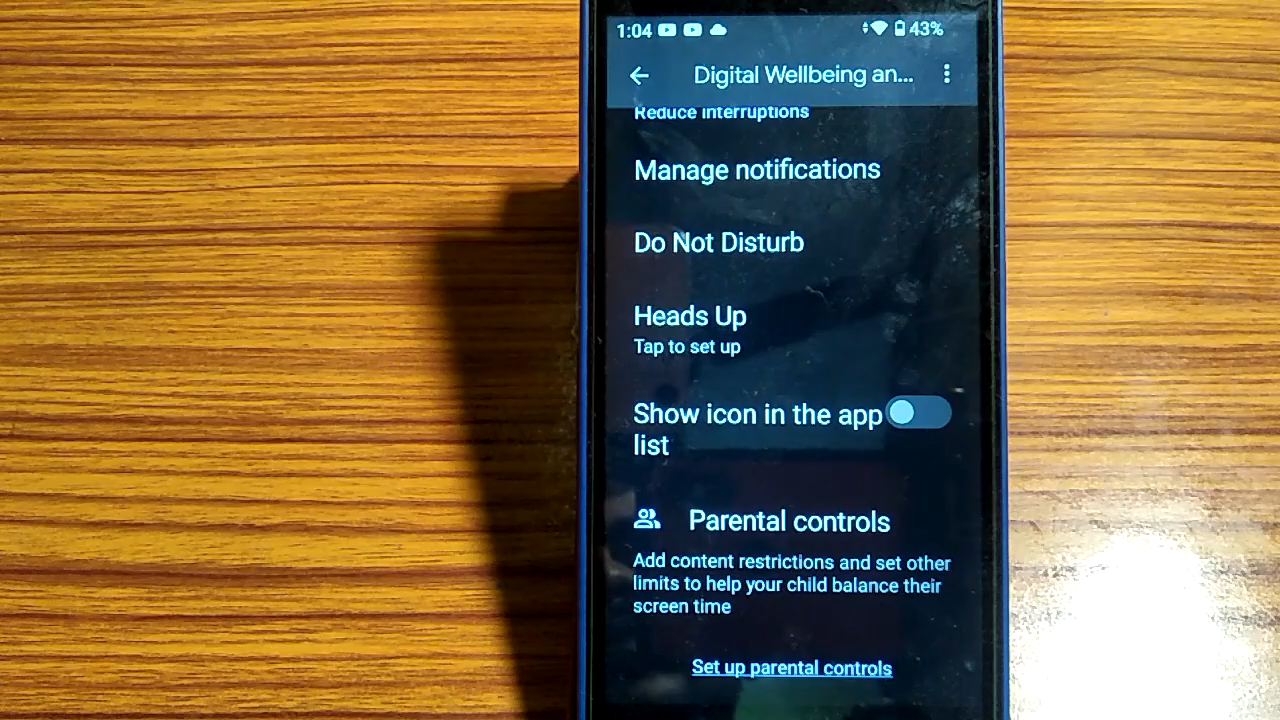 1:04 43%
Digital Wellbeing an...
Reduce interruptions
Manage notifications
Do Not Disturb
Heads Up
Tap to set up
Show icon in the app
list
Parental controls
Add content restrictions and set other
limits to help your child balance their
screen time
Set up parental controls